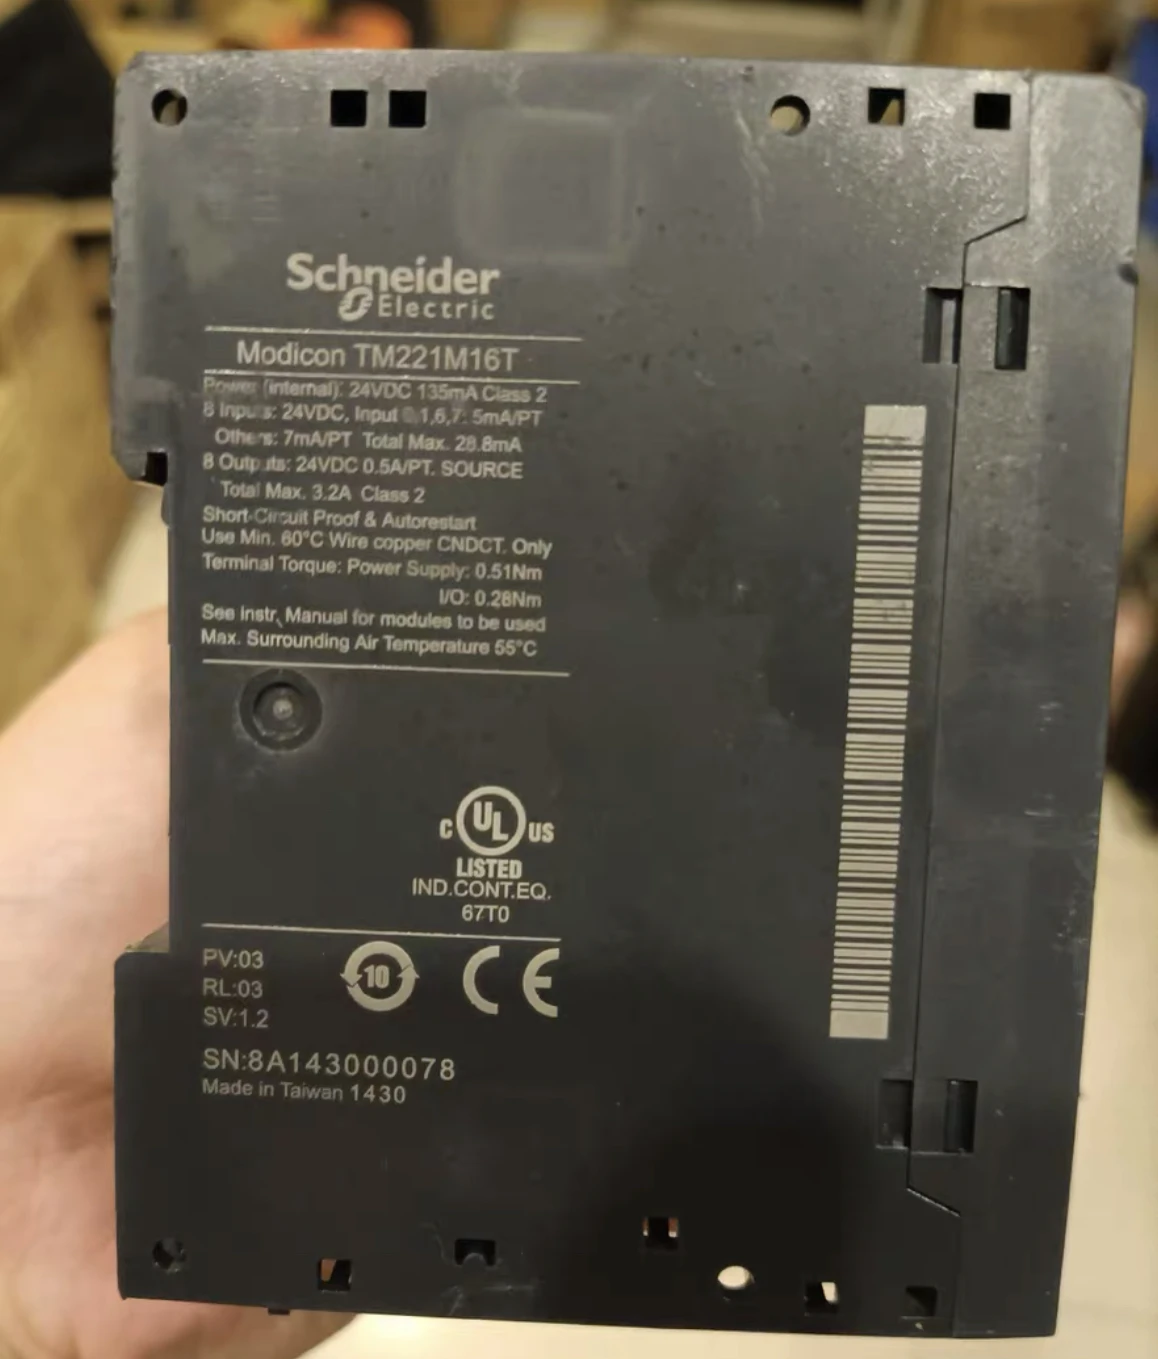 Schneider
Electric
Modicon TM221M16T
Power (internal): 24VDC 135mA Class 2
8 Inputs: 24VDC, Input 0,1,6,7: 5mA/PT
Others: 7mA/PT Total Max. 28.8mA
8 Outputs: 24VDC 0.5A/PT. SOURCE
Total Max. 3.2A Class 2
Short-Circuit Proof & Autorestart
Use Min. 60°C Wire copper CNDCT. Only
Terminal Torque: Power Supply: 0.51Nm
I/O: 0.28Nm
See Instr. Manual for modules to be used
Max. Surrounding Air Temperature 55°C
C UL US
LISTED
IND.CONT.EQ.
67T0
PV:03
RL:03
SV:1.2
10
CE
SN:8A143000078
Made in Taiwan 1430